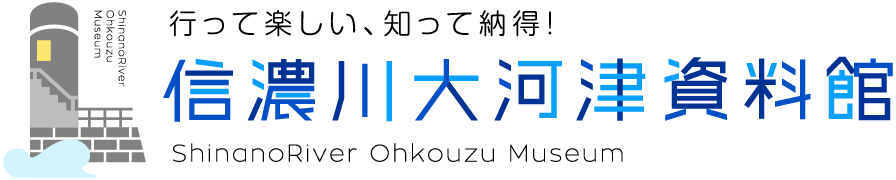 ShinanoRiver
Ohkouzu
Museum
行って楽しい、知って納得!
信濃川大河津資料館
ShinanoRiver Ohkouzu Museum